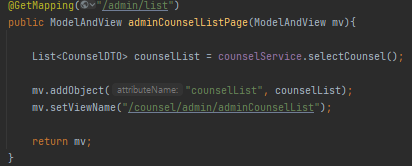 @GetMapping("/admin/list")
public ModelAndView adminCounselListPage(ModelAndView mv){
List<CounselDTO> counselList = counselService.selectCounsel();
mv.addObject( attributeName: "counselList", counselList);
mv.setViewName("/counsel/admin/adminCounselList");
return mv;
}